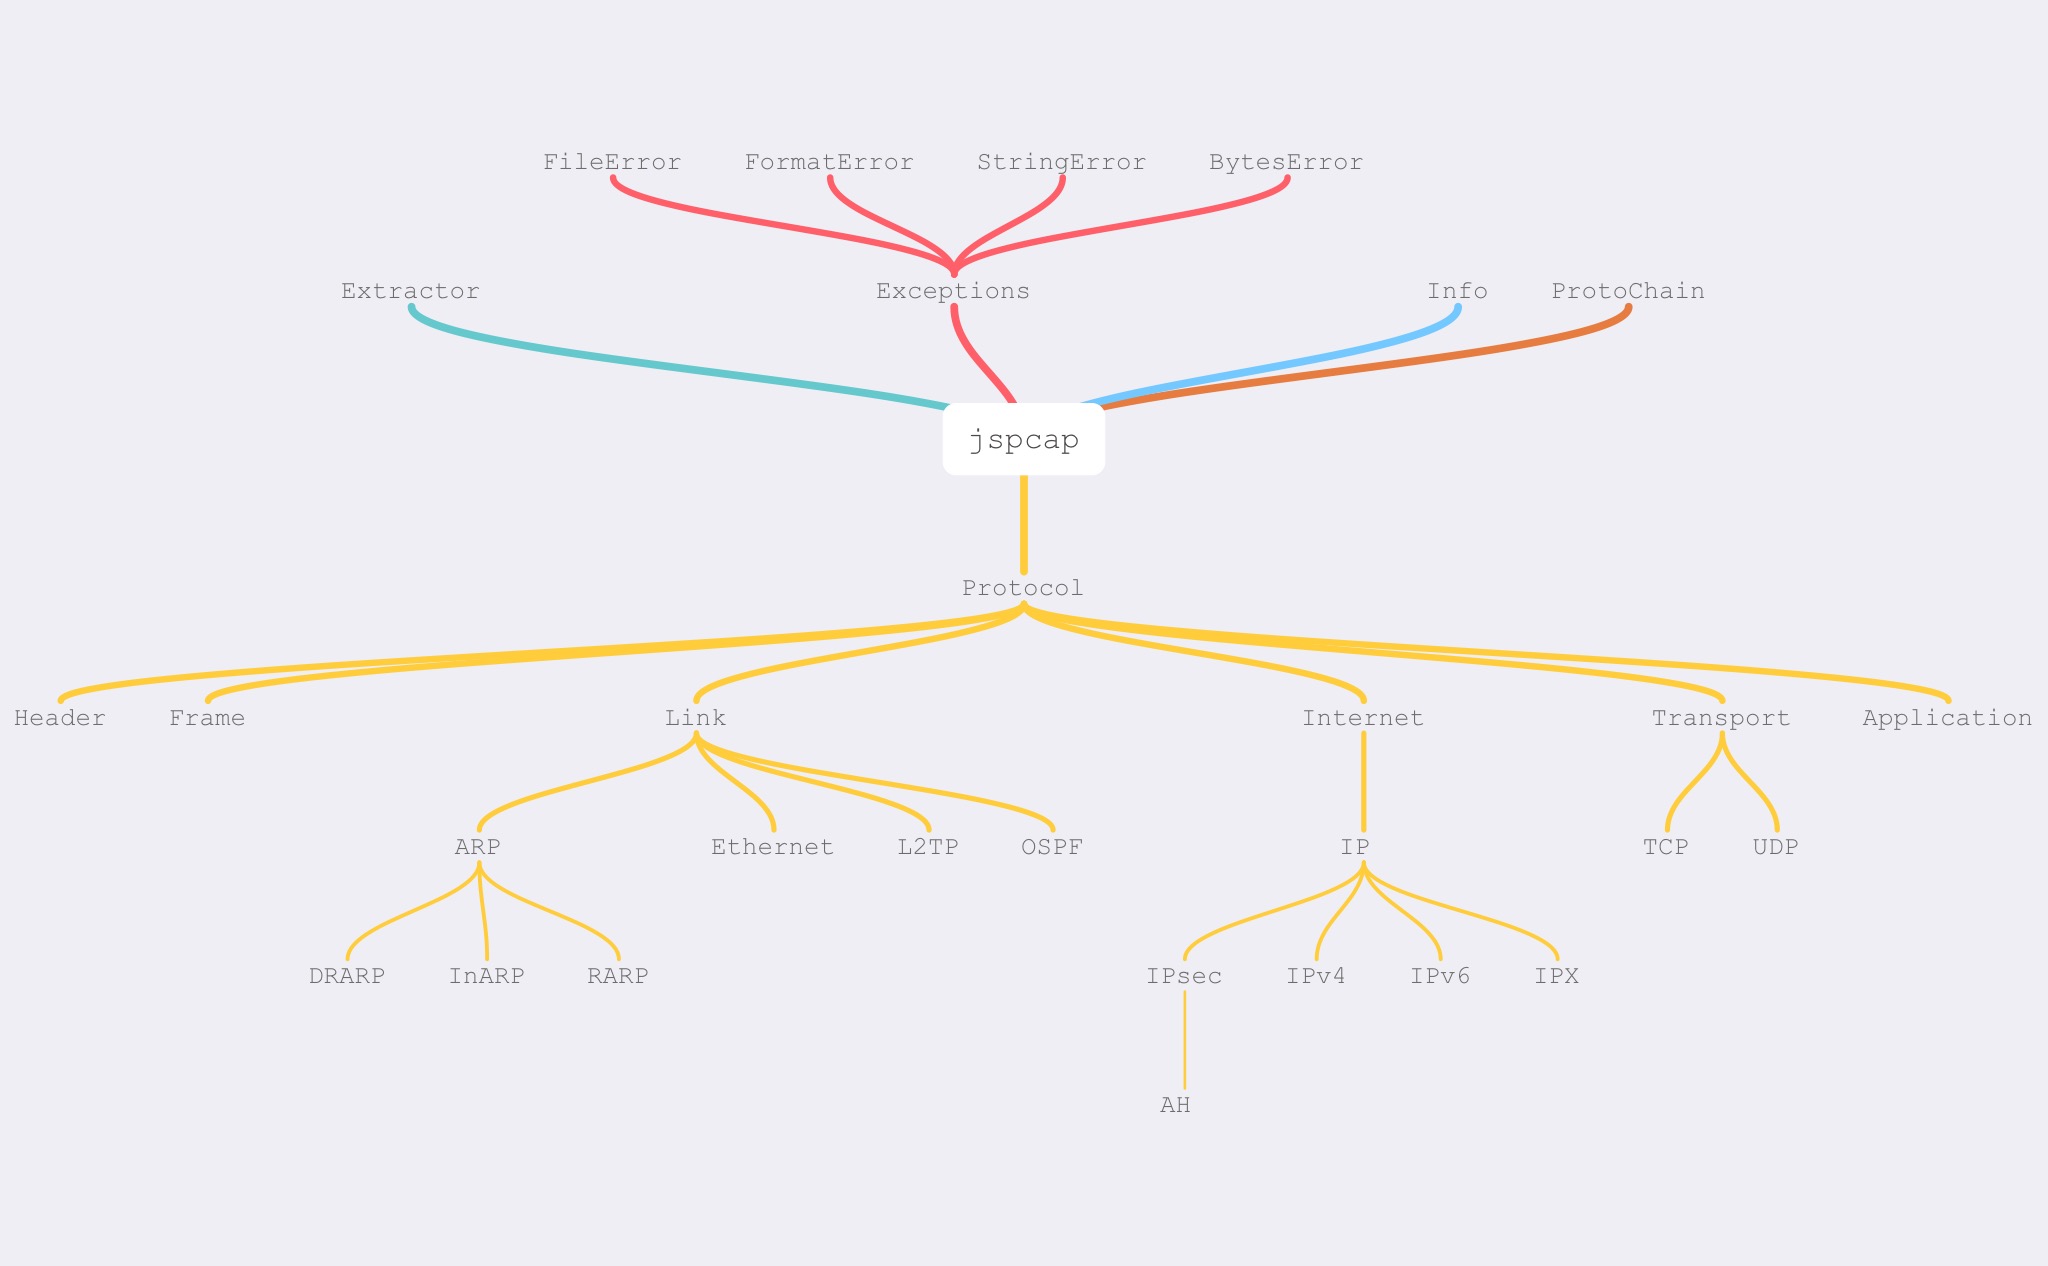 FileError FormatError StringError BytesError
Extractor Exceptions Info ProtoChain
jspcap
Protocol
Header Frame Link Internet Transport Application
ARP Ethernet L2TP OSPF IP TCP UDP
DRARP InARP RARP IPsec IPv4 IPv6 IPX
AH